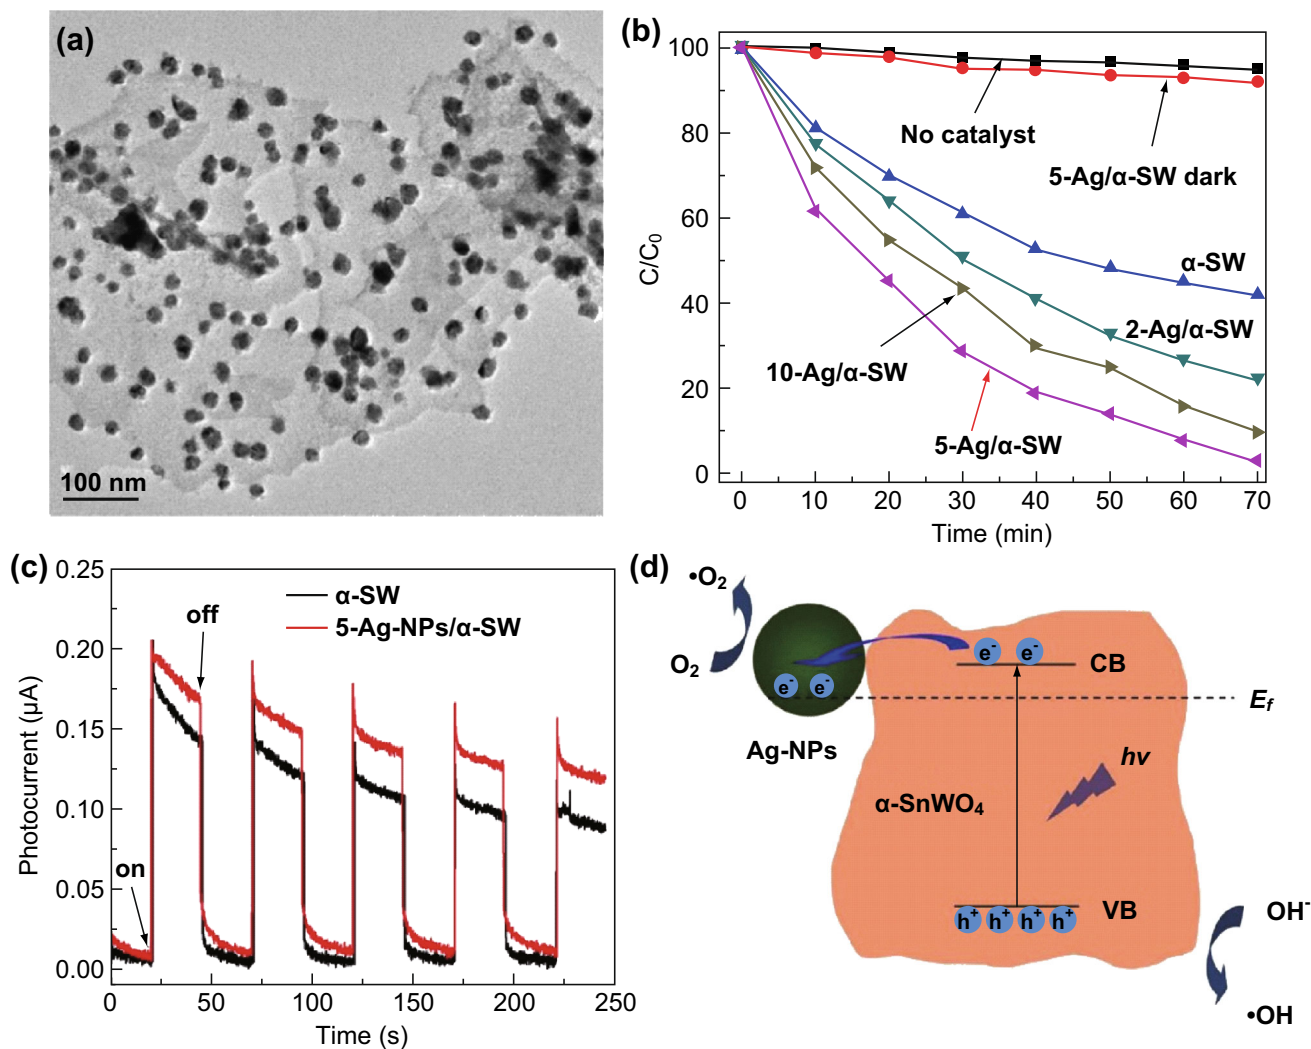 (a)
100 nm
(b)
100
80
60
40
20
0
C/C0
No catalyst
5-Ag/α-SW dark
α-SW
2-Ag/α-SW
10-Ag/α-SW
5-Ag/α-SW
0 10 20 30 40 50 60 70
Time (min)
(c)
0.25
0.20
0.15
0.10
0.05
0.00
Photocurrent (µA)
α-SW
5-Ag-NPs/α-SW
off
on
0 50 100 150 200 250
Time (s)
(d)
•O2
O2
e- e-
e- e-
CB
Ef
Ag-NPs
hv
α-SnWO4
h+ h+ h+ h+
VB
OH-
•OH